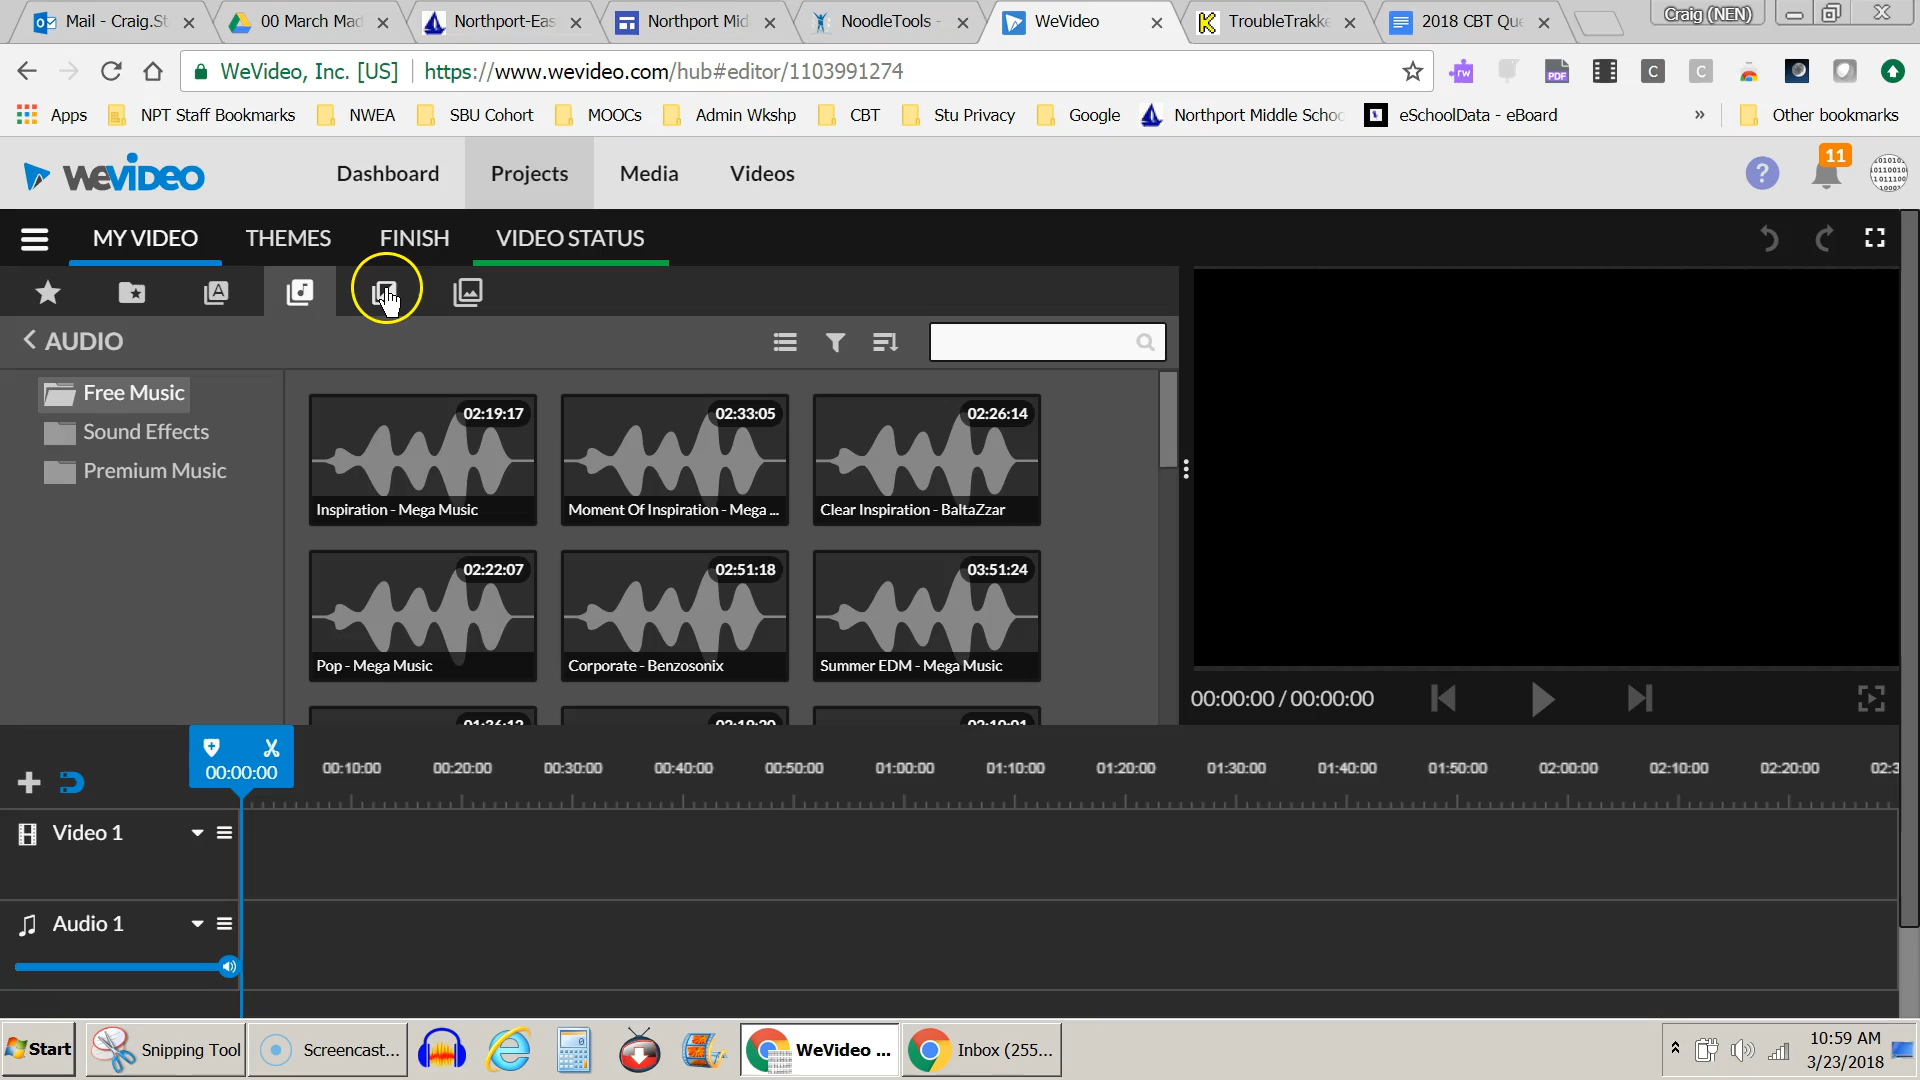 Mail - Craig.St
00 March Mad
Northport-Eas
Northport Mid
NoodleTools -
WeVideo
TroubleTrakke
2018 CBT Que
Craig (NEN)
WeVideo, Inc. [US]
https://www.wevideo.com/hub#editor/1103991274
Apps
NPT Staff Bookmarks
NWEA
SBU Cohort
MOOCs
Admin Wkshp
CBT
Stu Privacy
Google
Northport Middle Schoo
eSchoolData - eBoard
»
Other bookmarks
WEVIDEO
Dashboard
Projects
Media
Videos
?
11
MY VIDEO
THEMES
FINISH
VIDEO STATUS
AUDIO
Free Music
Sound Effects
Premium Music
02:19:17
Inspiration - Mega Music
02:33:05
Moment Of Inspiration - Mega ...
02:26:14
Clear Inspiration - BaltaZzar
02:22:07
Pop - Mega Music
02:51:18
Corporate - Benzosonix
03:51:24
Summer EDM - Mega Music
00:00:00 / 00:00:00
00:00:00
00:10:00
00:20:00
00:30:00
00:40:00
00:50:00
01:00:00
01:10:00
01:20:00
01:30:00
01:40:00
01:50:00
02:00:00
02:10:00
02:20:00
02:3
Video 1
Audio 1
Start
Snipping Tool
Screencast...
WeVideo ...
Inbox (255...
10:59 AM
3/23/2018